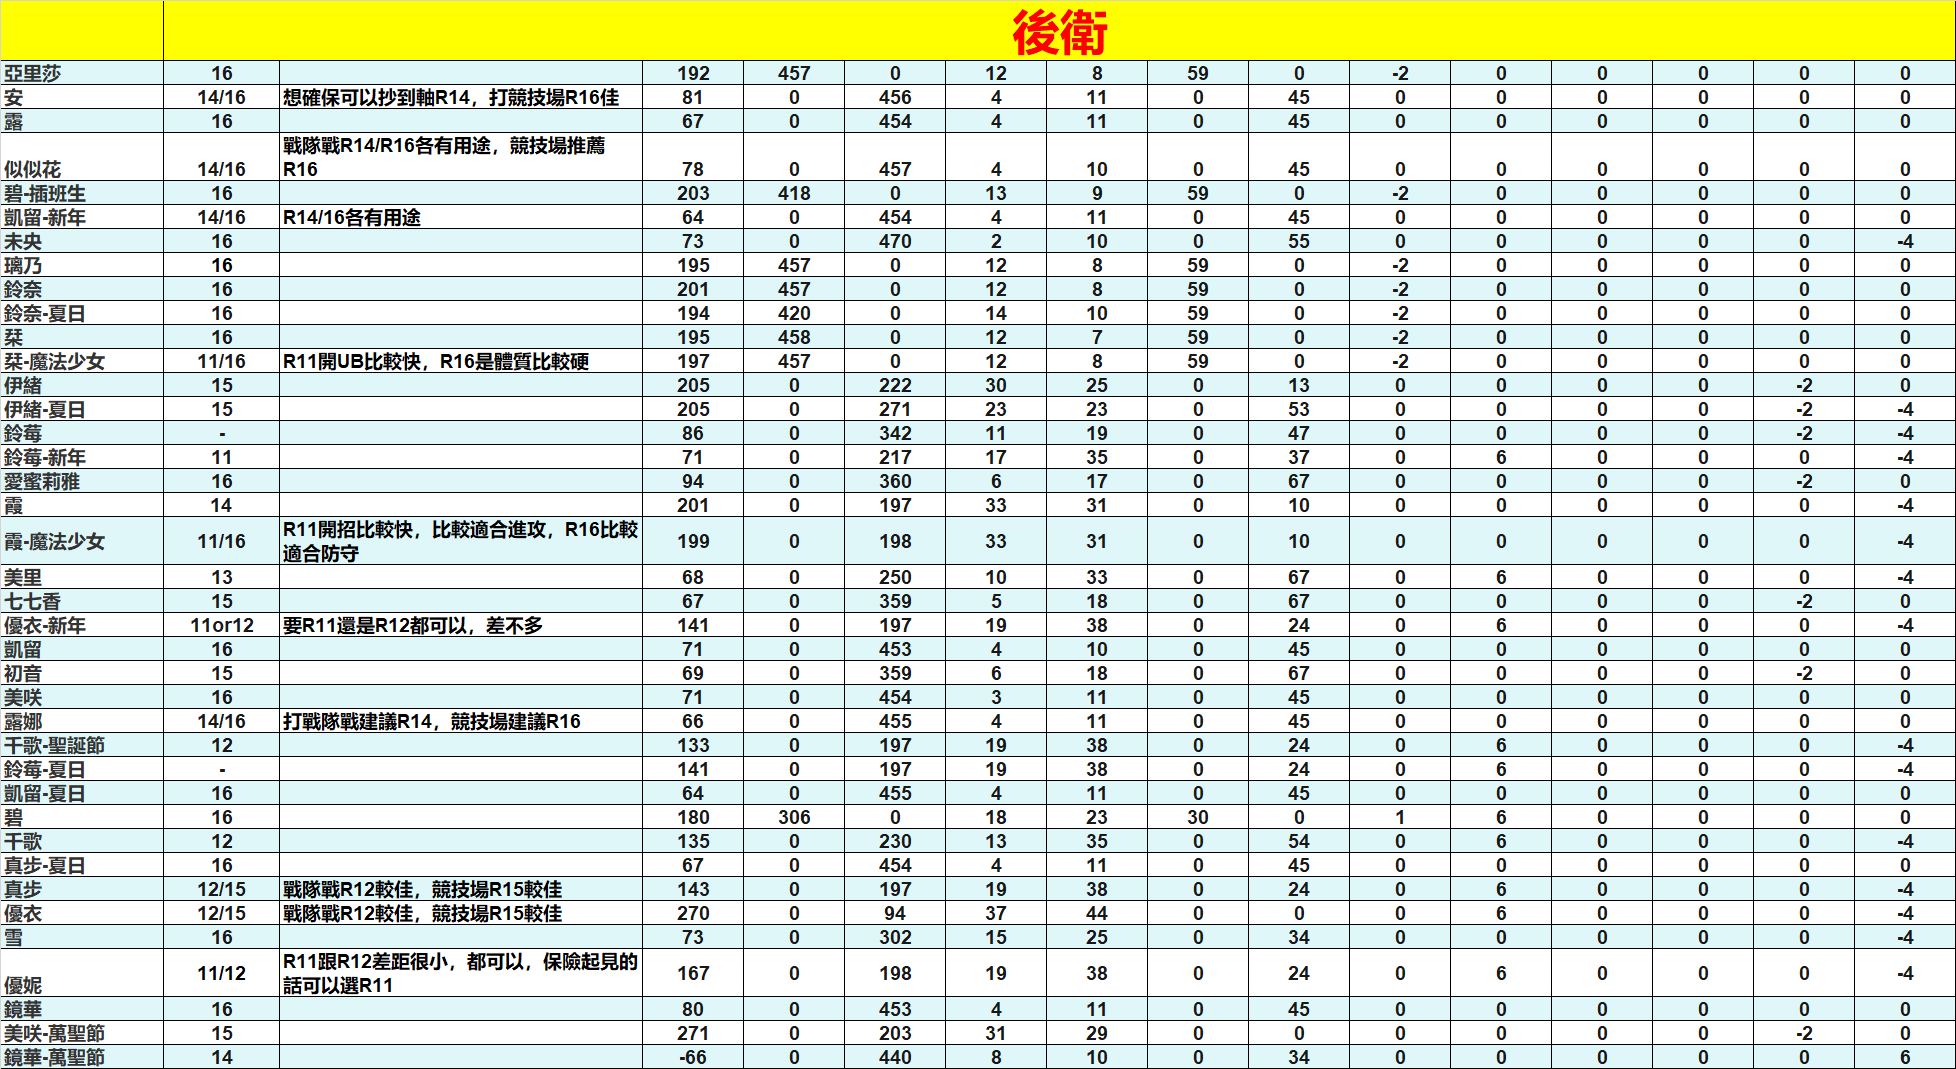 後衛
亞里莎 16 192 457 0 12 8 59 0 -2 0 0 0 0 0
安 14/16 想確保可以抄到軸R14，打競技場R16佳 81 0 456 4 11 0 45 0 0 0 0 0 0
露 16 67 0 454 4 11 0 45 0 0 0 0 0 0
戰隊戰R14/R16各有用途，競技場推薦
似似花 14/16 R16 78 0 457 4 10 0 45 0 0 0 0 0 0
碧-插班生 16 203 418 0 13 9 59 0 -2 0 0 0 0 0
凱留-新年 14/16 R14/16各有用途 64 0 454 4 11 0 45 0 0 0 0 0 0
未央 16 73 0 470 2 10 0 55 0 0 0 0 0 -4
璃乃 16 195 457 0 12 8 59 0 -2 0 0 0 0 0
鈴奈 16 201 457 0 12 8 59 0 -2 0 0 0 0 0
鈴奈-夏日 16 194 420 0 14 10 59 0 -2 0 0 0 0 0
栞 16 195 458 0 12 7 59 0 -2 0 0 0 0 0
栞-魔法少女 11/16 R11開UB比較快，R16是體質比較硬 197 457 0 12 8 59 0 -2 0 0 0 0 0
伊緒 15 205 0 222 30 25 0 13 0 0 0 0 -2 0
伊緒-夏日 15 205 0 271 23 23 0 53 0 0 0 0 -2 -4
鈴莓 - 86 0 342 11 19 0 47 0 0 0 0 -2 -4
鈴莓-新年 11 71 0 217 17 35 0 37 0 6 0 0 0 -4
愛蜜莉雅 16 94 0 360 6 17 0 67 0 0 0 0 -2 0
霞 14 201 0 197 33 31 0 10 0 0 0 0 0 -4
R11開招比較快，比較適合進攻，R16比較
霞-魔法少女 11/16 適合防守 199 0 198 33 31 0 10 0 0 0 0 0 -4
美里 13 68 0 250 10 33 0 67 0 6 0 0 0 -4
七七香 15 67 0 359 5 18 0 67 0 0 0 0 -2 0
優衣-新年 11or12 要R11還是R12都可以，差不多 141 0 197 19 38 0 24 0 6 0 0 0 -4
凱留 16 71 0 453 4 10 0 45 0 0 0 0 0 0
初音 15 69 0 359 6 18 0 67 0 0 0 0 -2 0
美咲 16 71 0 454 3 11 0 45 0 0 0 0 0 0
露娜 14/16 打戰隊戰建議R14，競技場建議R16 66 0 455 4 11 0 45 0 0 0 0 0 0
千歌-聖誕節 12 133 0 197 19 38 0 24 0 6 0 0 0 -4
鈴莓-夏日 - 141 0 197 19 38 0 24 0 6 0 0 0 -4
凱留-夏日 16 64 0 455 4 11 0 45 0 0 0 0 0 0
碧 16 180 306 0 18 23 30 0 1 6 0 0 0 0
千歌 12 135 0 230 13 35 0 54 0 6 0 0 0 -4
真步-夏日 16 67 0 454 4 11 0 45 0 0 0 0 0 0
真步 12/15 戰隊戰R12較佳，競技場R15較佳 143 0 197 19 38 0 24 0 6 0 0 0 -4
優衣 12/15 戰隊戰R12較佳，競技場R15較佳 270 0 94 37 44 0 0 0 6 0 0 0 -4
雪 16 73 0 302 15 25 0 34 0 0 0 0 0 -4
R11跟R12差距很小，都可以，保險起見的
優妮 11/12 話可以選R11 167 0 198 19 38 0 24 0 6 0 0 0 -4
鏡華 16 80 0 453 4 11 0 45 0 0 0 0 0 0
美咲-萬聖節 15 271 0 203 31 29 0 0 0 0 0 0 -2 0
鏡華-萬聖節 14 -66 0 440 8 10 0 34 0 0 0 0 0 6